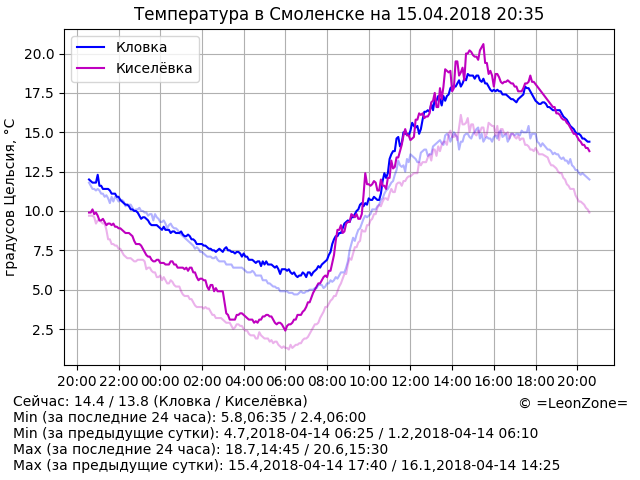 Температура в Смоленске на 15.04.2018 20:35
градусов Цельсия, °C
Кловка
Киселёвка
20.0
17.5
15.0
12.5
10.0
7.5
5.0
2.5
20:00 22:00 00:00 02:00 04:00 06:00 08:00 10:00 12:00 14:00 16:00 18:00 20:00
Сейчас: 14.4 / 13.8 (Кловка / Киселёвка)
© =LeonZone=
Min (за последние 24 часа): 5.8,06:35 / 2.4,06:00
Min (за предыдущие сутки): 4.7,2018-04-14 06:25 / 1.2,2018-04-14 06:10
Max (за последние 24 часа): 18.7,14:45 / 20.6,15:30
Max (за предыдущие сутки): 15.4,2018-04-14 17:40 / 16.1,2018-04-14 14:25